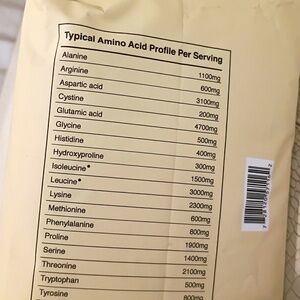 Typical Amino Acid Profile Per Serving
Alanine 1100mg
Arginine 600mg
Aspartic acid 3100mg
Cystine 200mg
Glutamic acid 4700mg
Glycine 500mg
Histidine 400mg
Hydroxyproline 300mg
Isoleucine• 1500mg
Leucine• 3000mg
Lysine 2300mg
Methionine 600mg
Phenylalanine 800mg
Proline 1900mg
Serine 1400mg
Threonine 2100mg
Tryptophan 500mg
Tyrosine 800mg